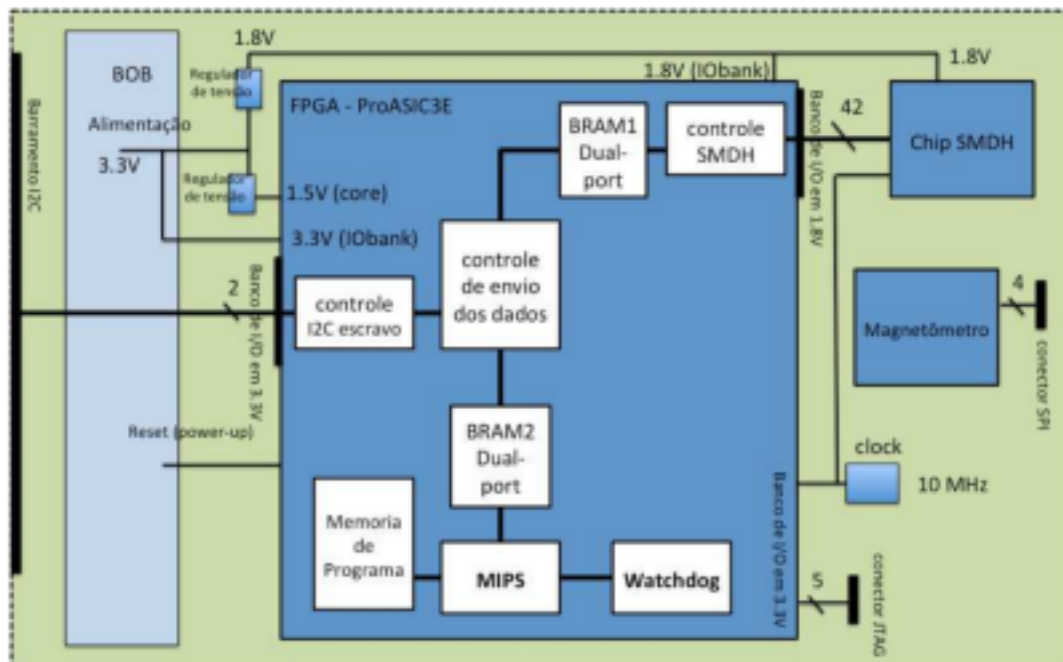 1.8V
1.8V (IObank)
1.8V
BOB
Regulador
de tensão
FPGA - ProASIC3E
Alimentação
3.3V
Regulador
de tensão
1.5V (core)
3.3V (IObank)
Barramento I2C
BRAM1
Dual-
port
controle
SMDH
Banco de I/O em 1.8V
42
Chip SMDH
2
Banco de I/O em 3.3V
controle
I2C escravo
controle
de envio
dos dados
Magnetômetro
4
conector SPI
Reset (power-up)
BRAM2
Dual-
port
clock
10 MHz
Memoria
de
Programa
MIPS
Watchdog
Banco de I/O em 3.3V
5
conector JTAG